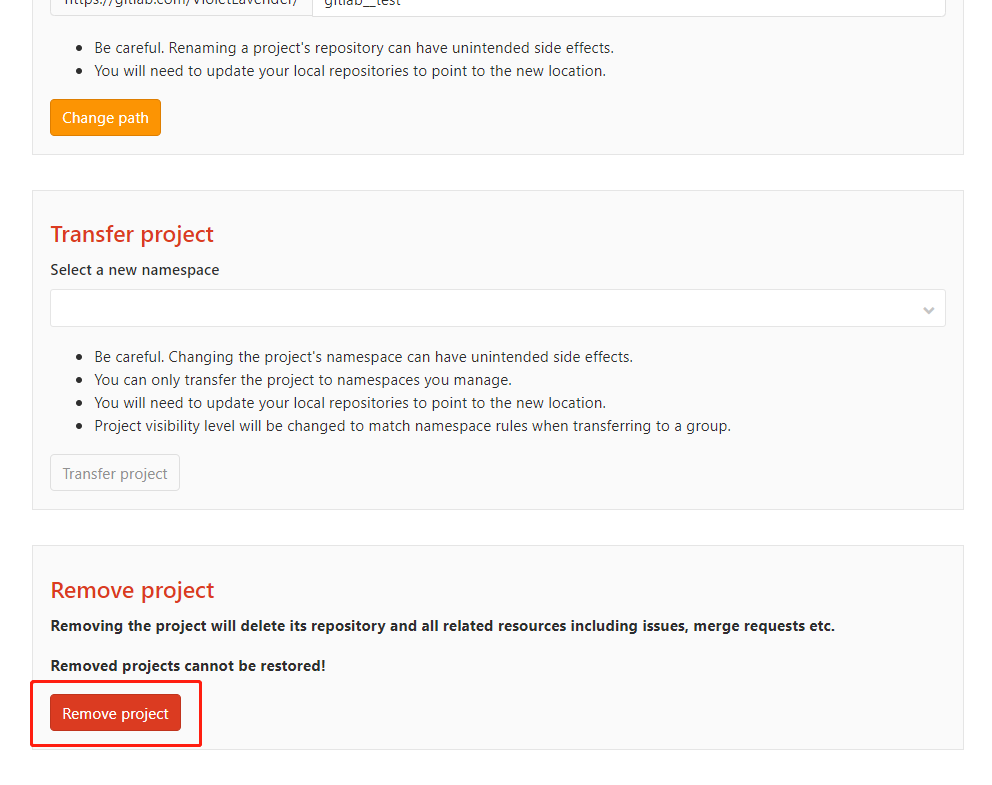 https://gitlab.com/VioletLavender/ gitlab__test
Be careful. Renaming a project's repository can have unintended side effects.
You will need to update your local repositories to point to the new location.
Change path
Transfer project
Select a new namespace
Be careful. Changing the project's namespace can have unintended side effects.
You can only transfer the project to namespaces you manage.
You will need to update your local repositories to point to the new location.
Project visibility level will be changed to match namespace rules when transferring to a group.
Transfer project
Remove project
Removing the project will delete its repository and all related resources including issues, merge requests etc.
Removed projects cannot be restored!
Remove project